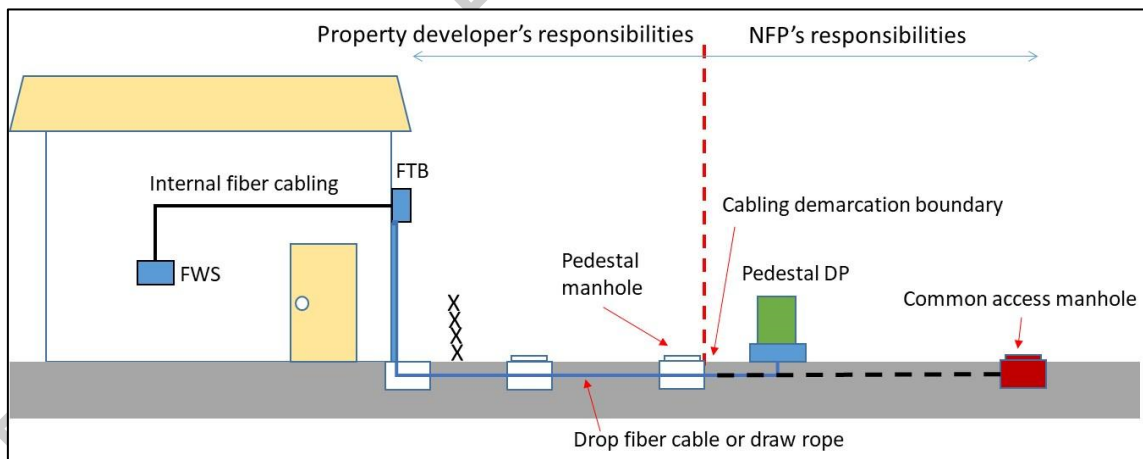 Property developer's responsibilities
NFP's responsibilities
FTB
Internal fiber cabling
Cabling demarcation boundary
FWS
Pedestal
manhole
Pedestal DP
Common access manhole
X
X
X
X
Drop fiber cable or draw rope